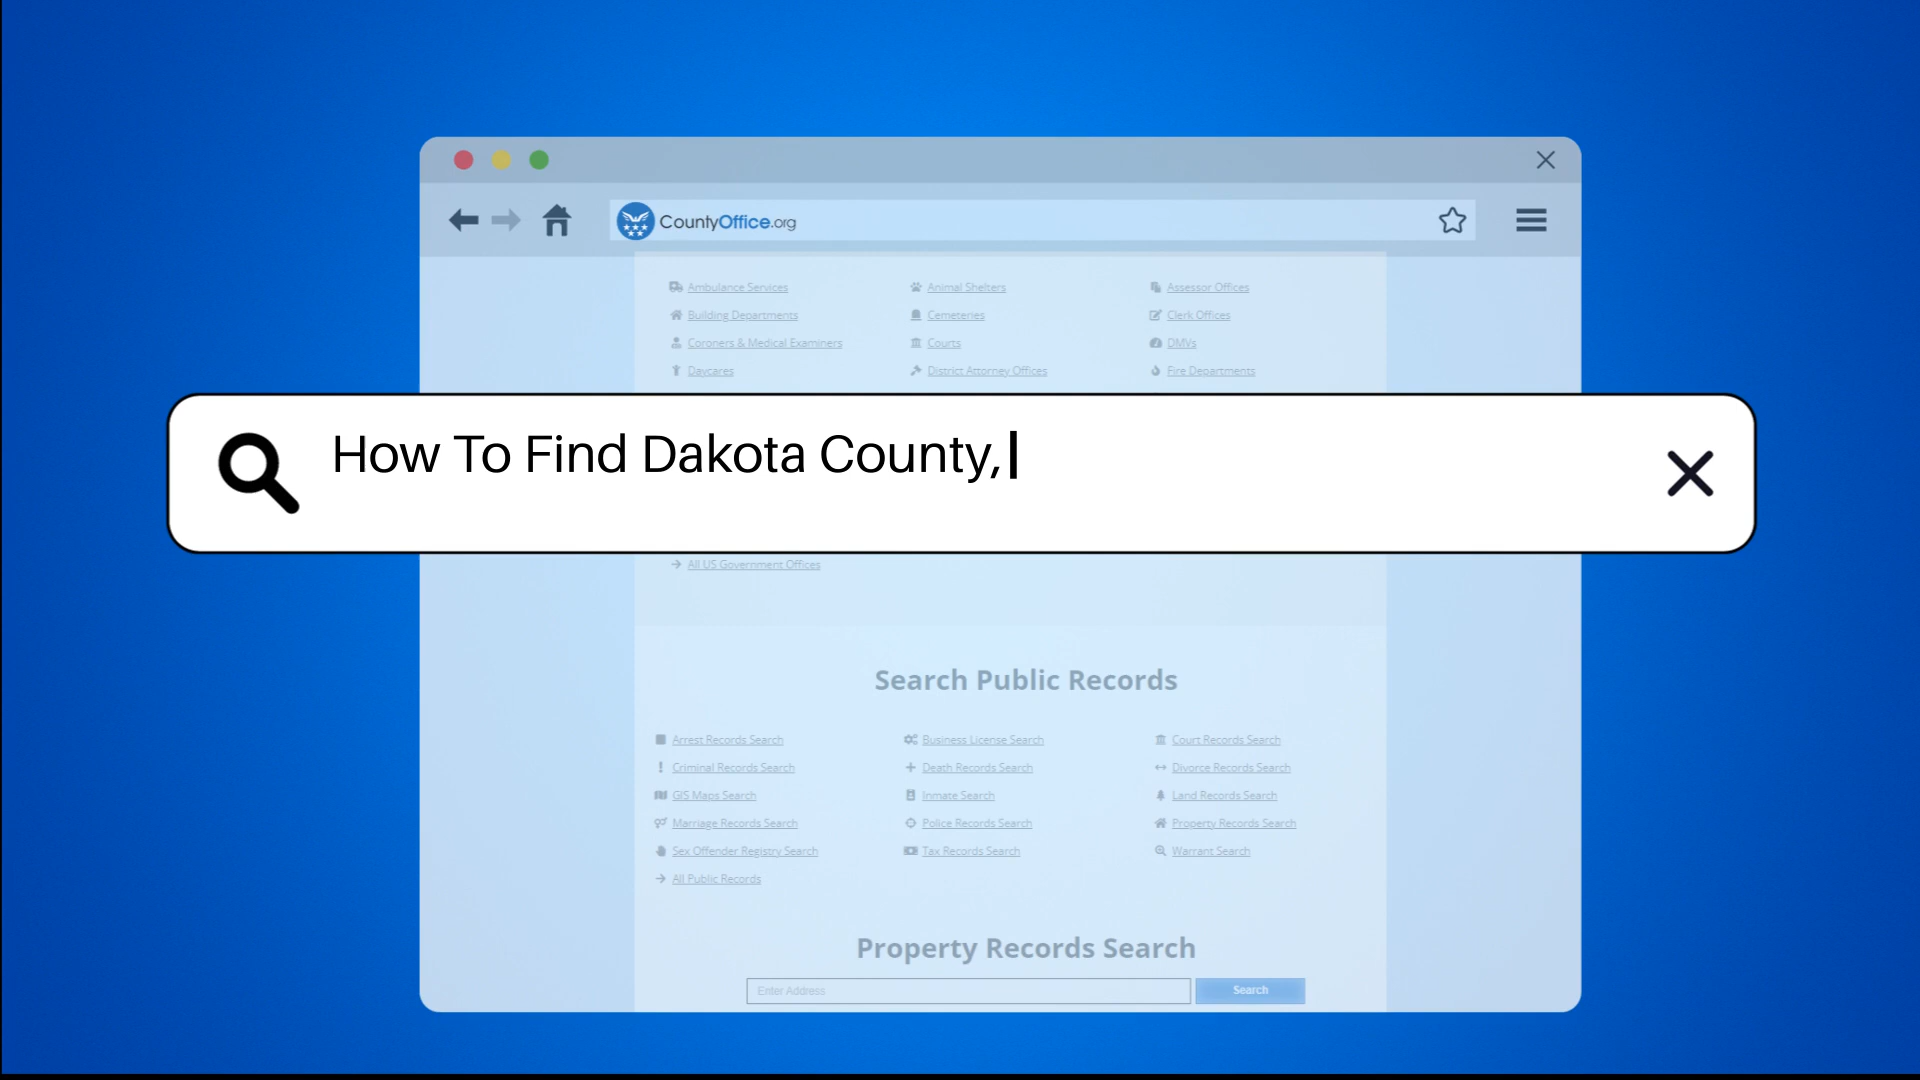 CountyOffice.org
Ambulance Services Animal Shelters Assessor Offices
Building Departments Cemeteries Clerk Offices
Coroners & Medical Examiners Courts DMVs
Daycares District Attorney Offices Fire Departments
How To Find Dakota County,
All US Government Offices
Search Public Records
Arrest Records Search Business License Search Court Records Search
Criminal Records Search Death Records Search Divorce Records Search
GIS Maps Search Inmate Search Land Records Search
Marriage Records Search Police Records Search Property Records Search
Sex Offender Registry Search Tax Records Search Warrant Search
All Public Records
Property Records Search
Enter Address Search